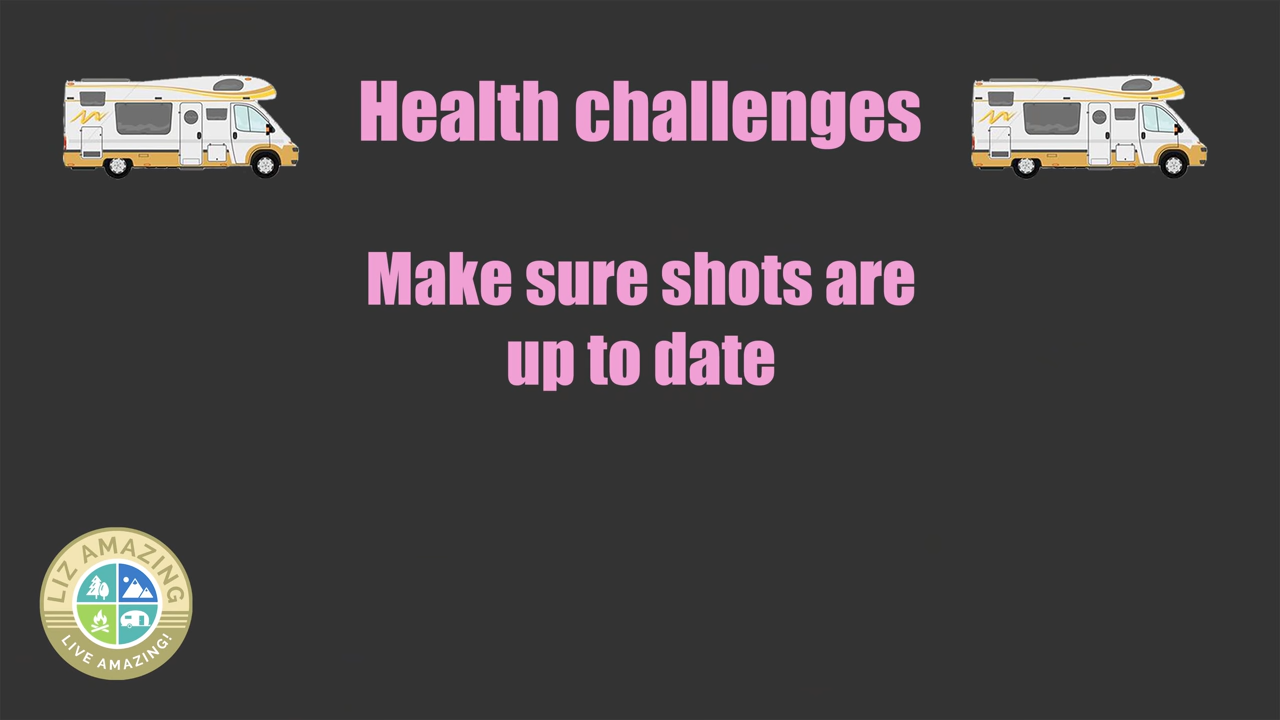 Health challenges
Make sure shots are
up to date
LIZ AMAZING
LIVE AMAZING!